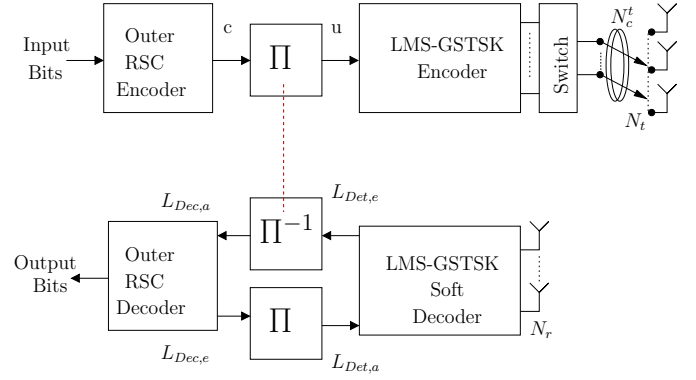 Input
Bits
Outer
RSC
Encoder
c
∏
u
LMS-GSTSK
Encoder
Switch
N_c^t
N_t
L_{Dec,a}
L_{Det,e}
Output
Bits
Outer
RSC
Decoder
∏^{-1}
∏
LMS-GSTSK
Soft
Decoder
N_r
L_{Dec,e}
L_{Det,a}